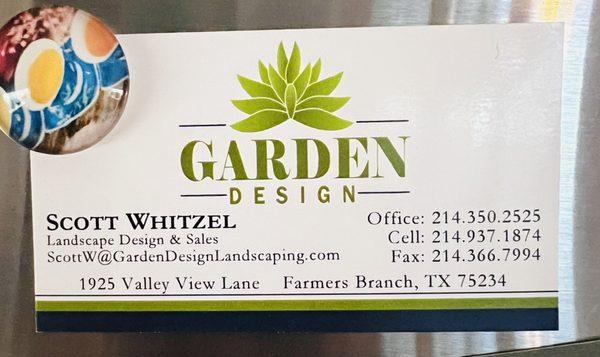 GARDEN
DESIGN
SCOTT WHITZEL
Landscape Design & Sales
ScottW@GardenDesignLandscaping.com
Office: 214.350.2525
Cell: 214.937.1874
Fax: 214.366.7994
1925 Valley View Lane Farmers Branch, TX 75234